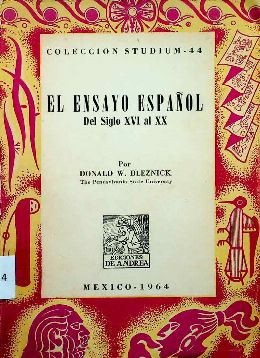 COLECCION STUDIUM-44
EL ENSAYO ESPAÑOL
Del Siglo XVI al XX
Por
DONALD W. BLEZNICK
The Pennsylvania State University
EDICIONES
DE ANDREA
MEXICO-1964
4